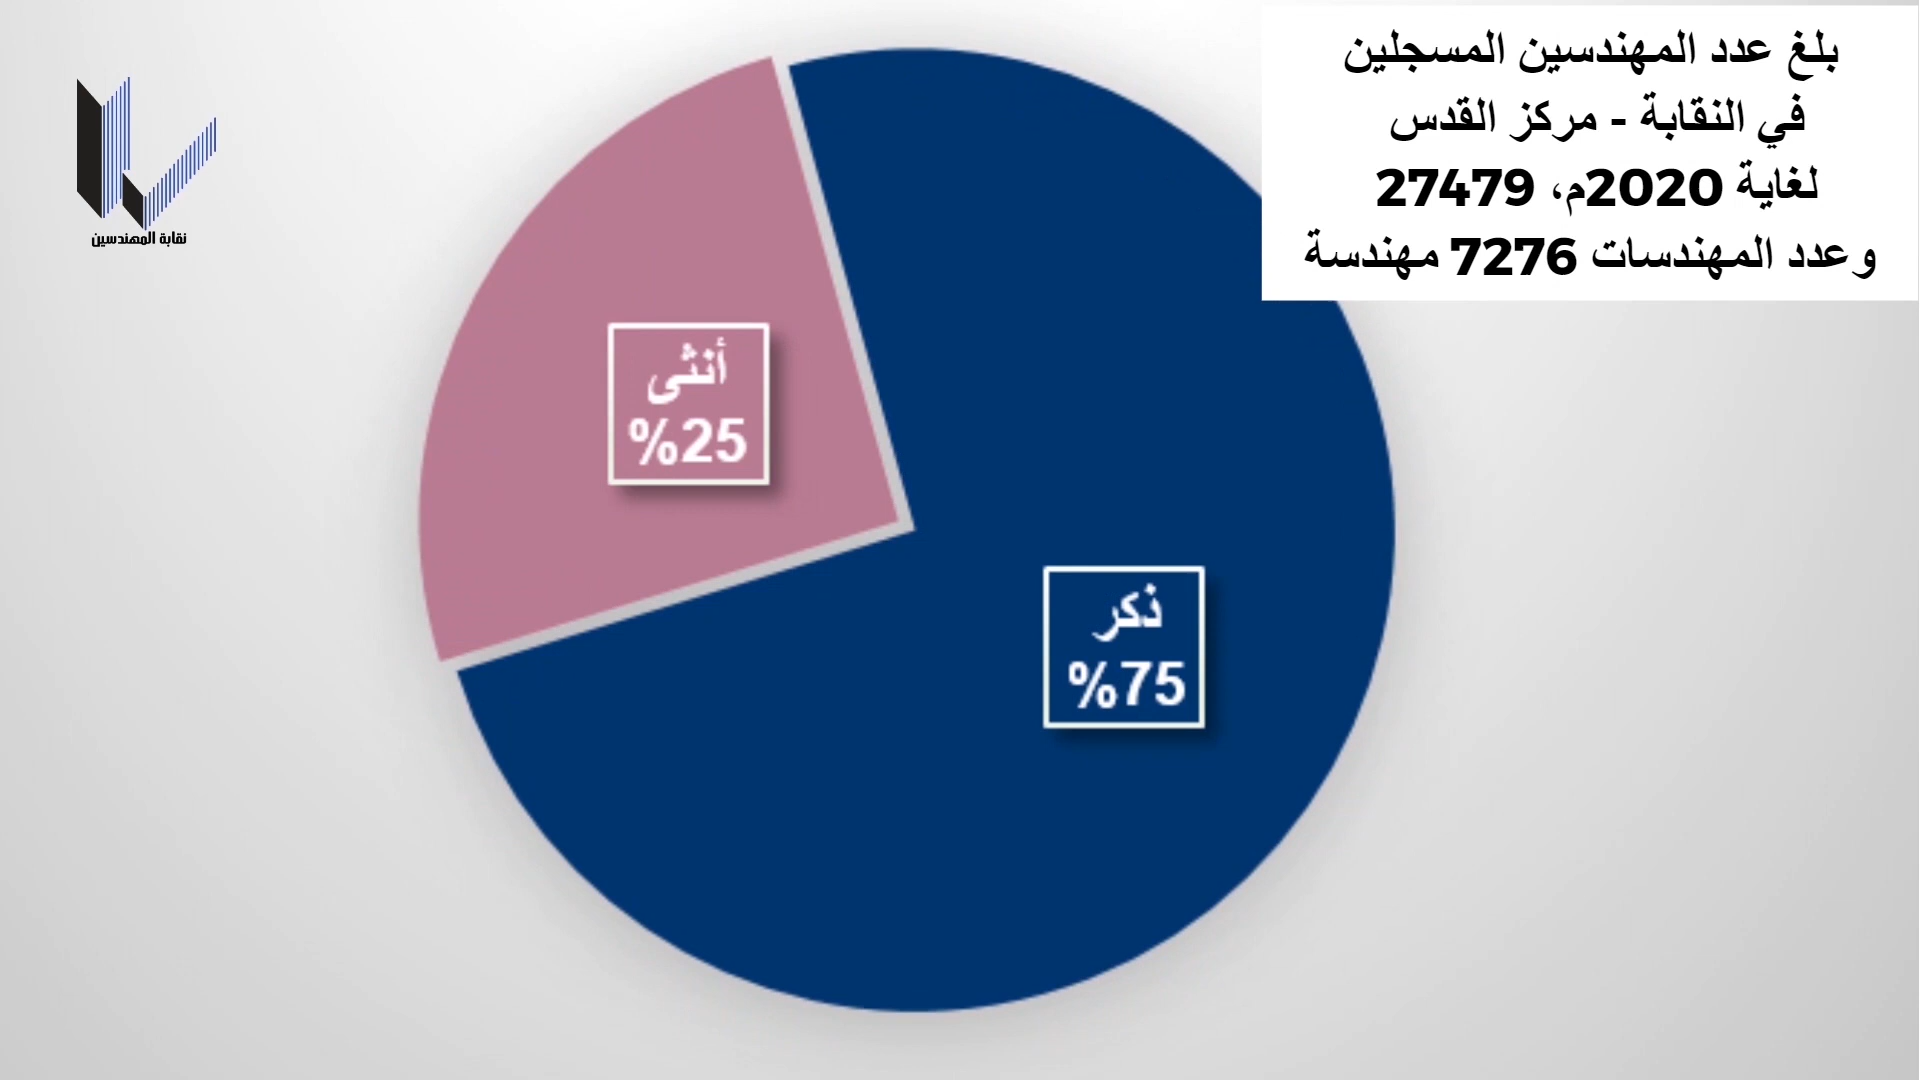 بلغ عدد المهندسين المسجلين
في النقابة - مركز القدس
لغاية 2020م، 27479
وعدد المهندسات 7276 مهندسة
نقابة المهندسين
أنثى
%25
ذكر
%75